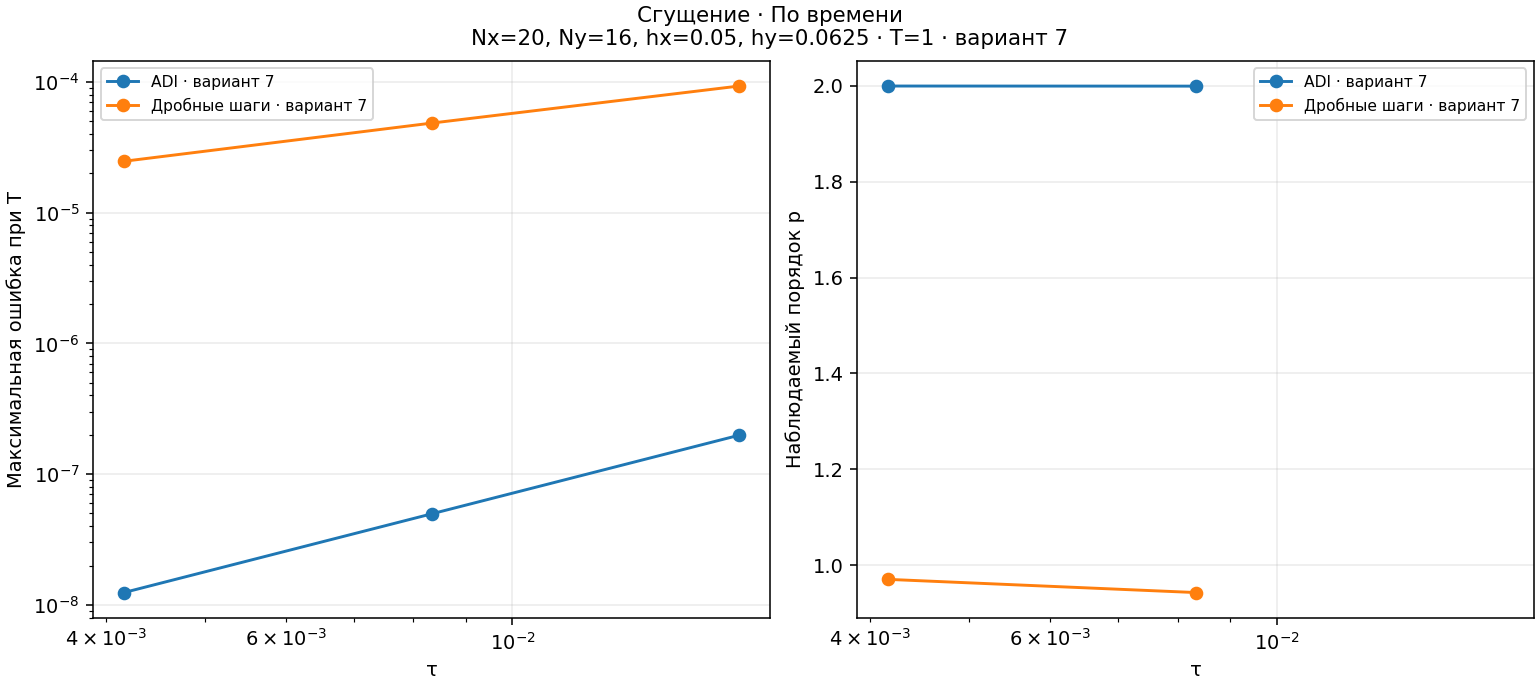 Сгущение · По времени
Nx=20, Ny=16, hx=0.05, hy=0.0625 · T=1 · вариант 7
ADI · вариант 7
Дробные шаги · вариант 7
Максимальная ошибка при T
10⁻⁴
10⁻⁵
10⁻⁶
10⁻⁷
10⁻⁸
4 × 10⁻³
6 × 10⁻³
10⁻²
τ
ADI · вариант 7
Дробные шаги · вариант 7
Наблюдаемый порядок p
2.0
1.8
1.6
1.4
1.2
1.0
4 × 10⁻³
6 × 10⁻³
10⁻²
τ